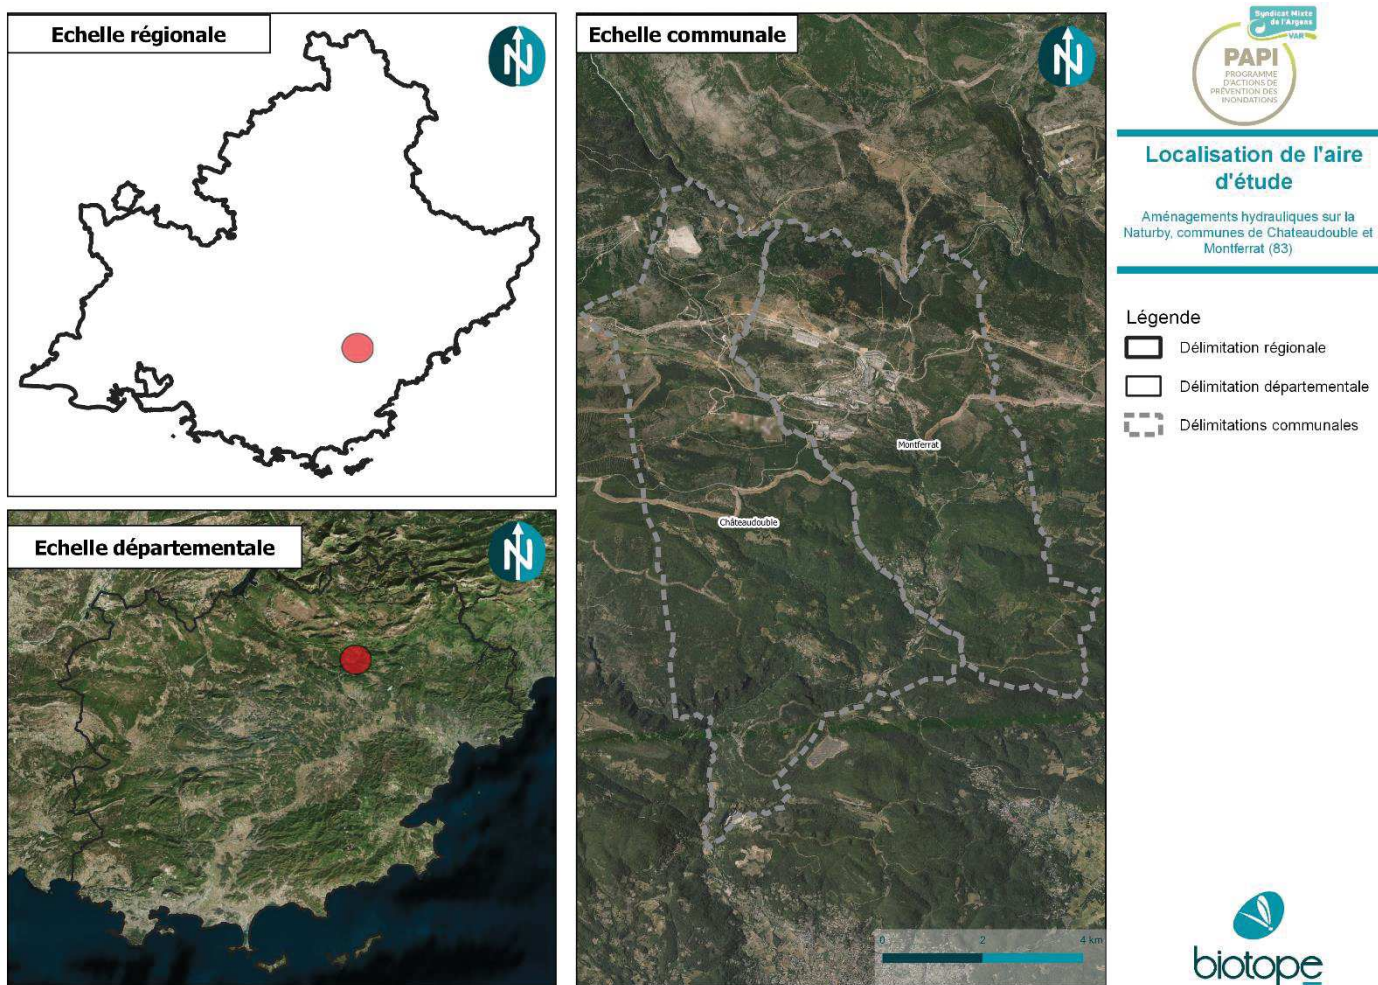 Echelle régionale
N
Echelle départementale
N
Echelle communale
N
Montferrat
Châteaudouble
0 2 4 km
Syndicat Mixte
de l'Argens
VAR
PAPI
PROGRAMME
D'ACTIONS DE
PRÉVENTION DES
INONDATIONS
Localisation de l'aire
d'étude
Aménagements hydrauliques sur la
Naturby, communes de Chateaudouble et
Montferrat (83)
Légende
Délimitation régionale
Délimitation départementale
Délimitations communales
biotope